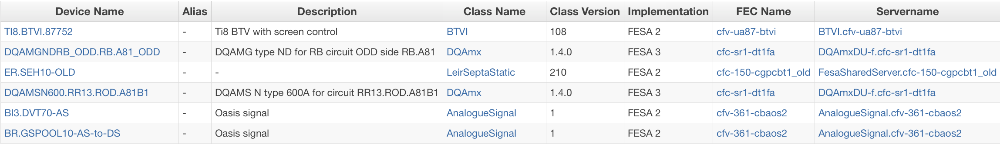 Device Name Alias Description Class Name Class Version Implementation FEC Name Servername
TI8.BTVI.87752 - Ti8 BTV with screen control BTVI 108 FESA 2 cfv-ua87-btvi BTVI.cfv-ua87-btvi
DQAMGNDRB_ODD.RB.A81_ODD - DQAMG type ND for RB circuit ODD side RB.A81 DQAmx 1.4.0 FESA 3 cfc-sr1-dt1fa DQAmxDU-f.cfc-sr1-dt1fa
ER.SEH10-OLD - - LeirSeptaStatic 210 FESA 2 cfc-150-cgpcbt1_old FesaSharedServer.cfc-150-cgpcbt1_old
DQAMSN600.RR13.ROD.A81B1 - DQAMS N type 600A for circuit RR13.ROD.A81B1 DQAmx 1.4.0 FESA 3 cfc-sr1-dt1fa DQAmxDU-f.cfc-sr1-dt1fa
BI3.DVT70-AS - Oasis signal AnalogueSignal 1 FESA 2 cfv-361-cbaos2 AnalogueSignal.cfv-361-cbaos2
BR.GSPOOL10-AS-to-DS - Oasis signal AnalogueSignal 1 FESA 2 cfv-361-cbaos2 AnalogueSignal.cfv-361-cbaos2